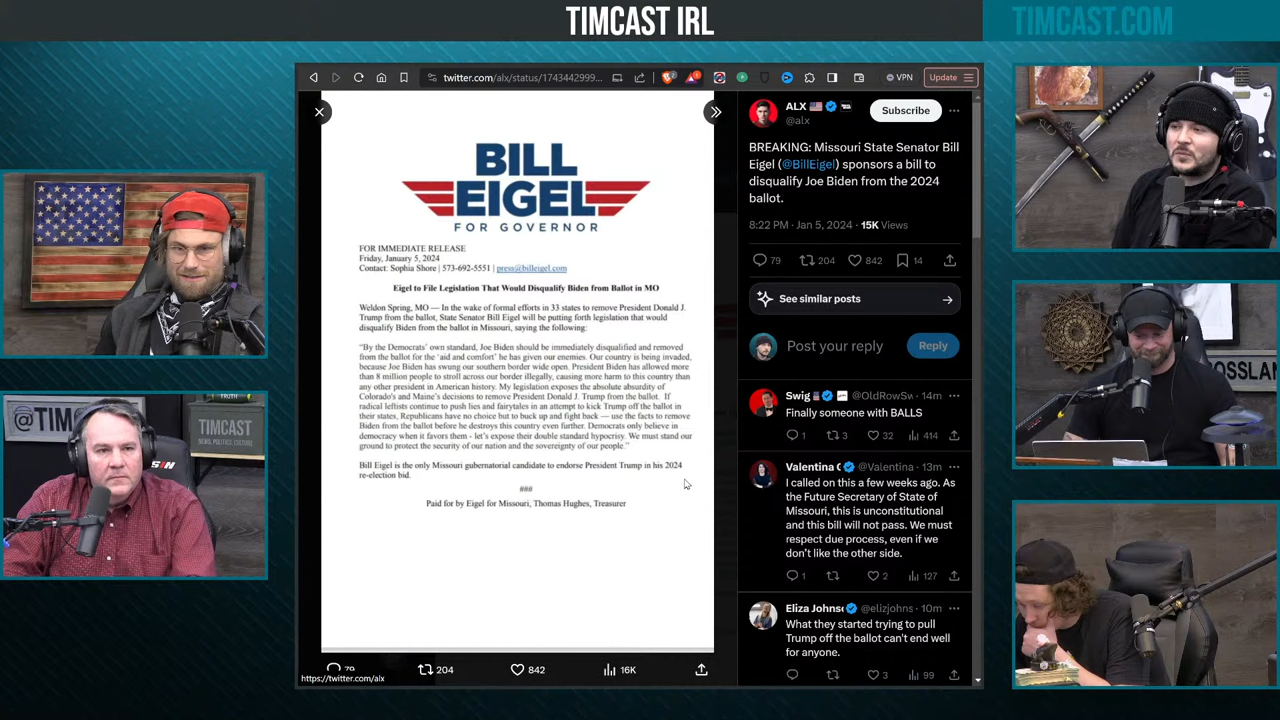 TIMCAST IRL
TIMCAST.COM
twitter.com/alx/status/1743442999...
VPN
Update
BILL
EIGEL
FOR GOVERNOR
FOR IMMEDIATE RELEASE
Friday, January 5, 2024
Contact: Sophia Shore | 573-692-5551 | press@billeigel.com
Eigel to File Legislation That Would Disqualify Biden from Ballot in MO
Weldon Spring, MO — In the wake of formal efforts in 33 states to remove President Donald J.
Trump from the ballot, State Senator Bill Eigel will be putting forth legislation that would
disqualify Biden from the ballot in Missouri, saying the following:
“By the Democrats’ own standard, Joe Biden should be immediately disqualified and removed
from the ballot for the ‘aid and comfort’ he has given our enemies. Our country is being invaded,
because Joe Biden has swung our southern border wide open. President Biden has allowed more
than 8 million people to stroll across our border illegally, causing more harm to this country than
any other president in American history. My legislation exposes the absolute absurdity of
Colorado's and Maine's decisions to remove President Donald J. Trump from the ballot. If
radical leftists continue to push lies and fairytales in an attempt to kick Trump off the ballot in
their states, Republicans have no choice but to buck up and fight back — use the facts to remove
Biden from the ballot before he destroys this country even further. Democrats only believe in
democracy when it favors them - let’s expose their double standard hypocrisy. We must stand our
ground to protect the security of our nation and the sovereignty of our people.”
Bill Eigel is the only Missouri gubernatorial candidate to endorse President Trump in his 2024
re-election bid.
###
Paid for by Eigel for Missouri, Thomas Hughes, Treasurer
79 204 842 16K
https://twitter.com/alx
ALX
@alx
Subscribe
BREAKING: Missouri State Senator Bill
Eigel (@BillEigel) sponsors a bill to
disqualify Joe Biden from the 2024
ballot.
8:22 PM · Jan 5, 2024 · 15K Views
79 204 842 14
See similar posts
Post your reply
Reply
Swig @OldRowSw · 14m
Finally someone with BALLS
1 3 32 414
Valentina G @Valentina · 13m
I called on this a few weeks ago. As
the Future Secretary of State of
Missouri, this is unconstitutional
and this bill will not pass. We must
respect due process, even if we
don’t like the other side.
1 2 127
Eliza Johns @elizjohns · 10m
What they started trying to pull
Trump off the ballot can’t end well
for anyone.
3 99
TRUTH
@TIM
TIMCAST
NEWS, POLITICS, CULTURE